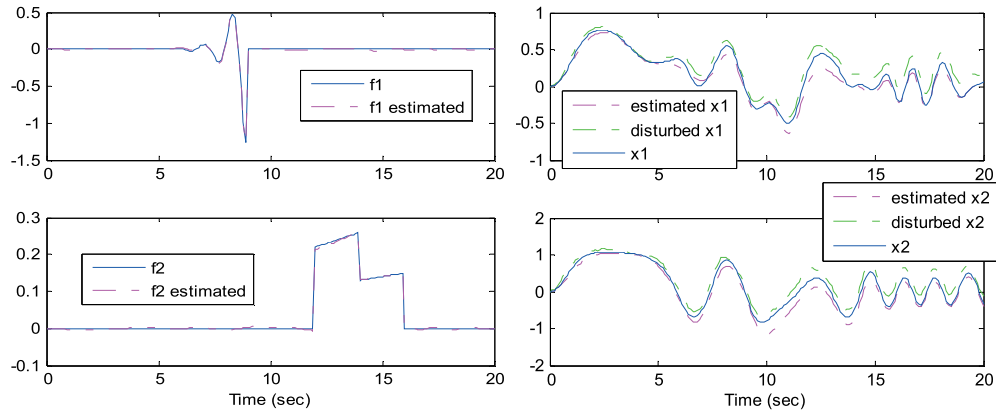 0.5
0
-0.5
-1
-1.5
0 5 10 15 20
f1
f1 estimated
1
0.5
0
-0.5
-1
0 5 10 15 20
estimated x1
disturbed x1
x1
0.3
0.2
0.1
0
-0.1
0 5 10 15 20
Time (sec)
f2
f2 estimated
2
1
0
-1
-2
0 5 10 15 20
Time (sec)
estimated x2
disturbed x2
x2